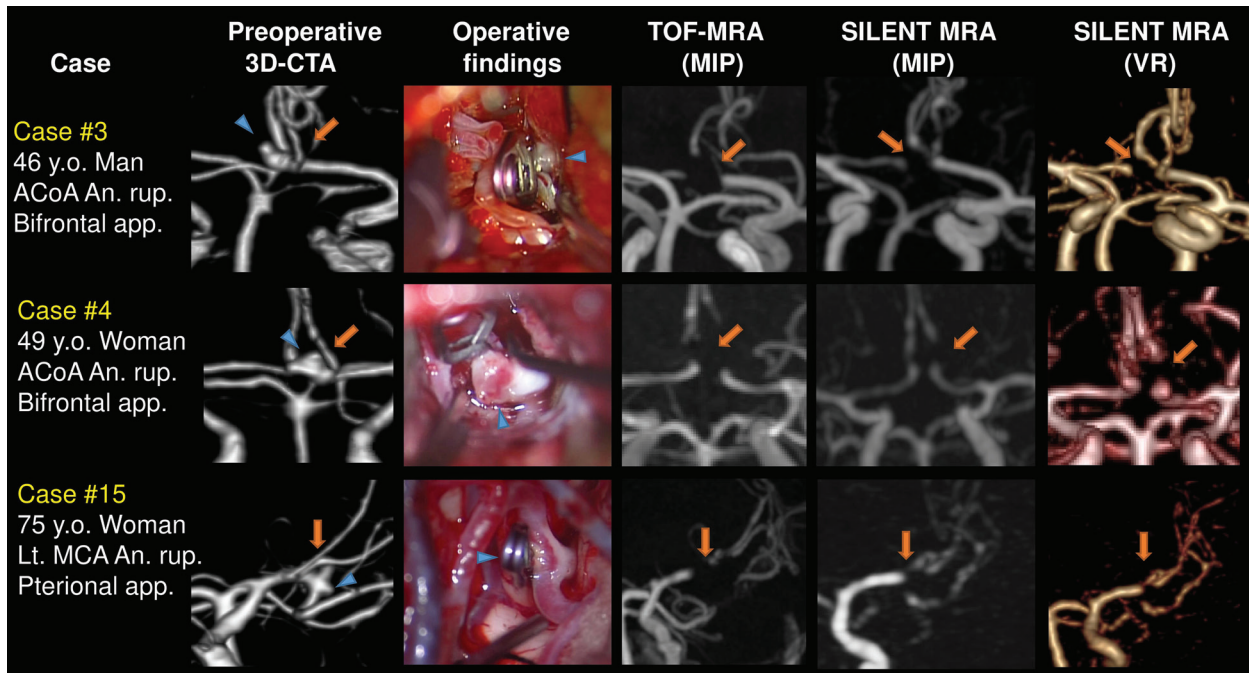 Case
Preoperative
3D-CTA
Operative
findings
TOF-MRA
(MIP)
SILENT MRA
(MIP)
SILENT MRA
(VR)
Case #3
46 y.o. Man
ACoA An. rup.
Bifrontal app.
Case #4
49 y.o. Woman
ACoA An. rup.
Bifrontal app.
Case #15
75 y.o. Woman
Lt. MCA An. rup.
Pterional app.